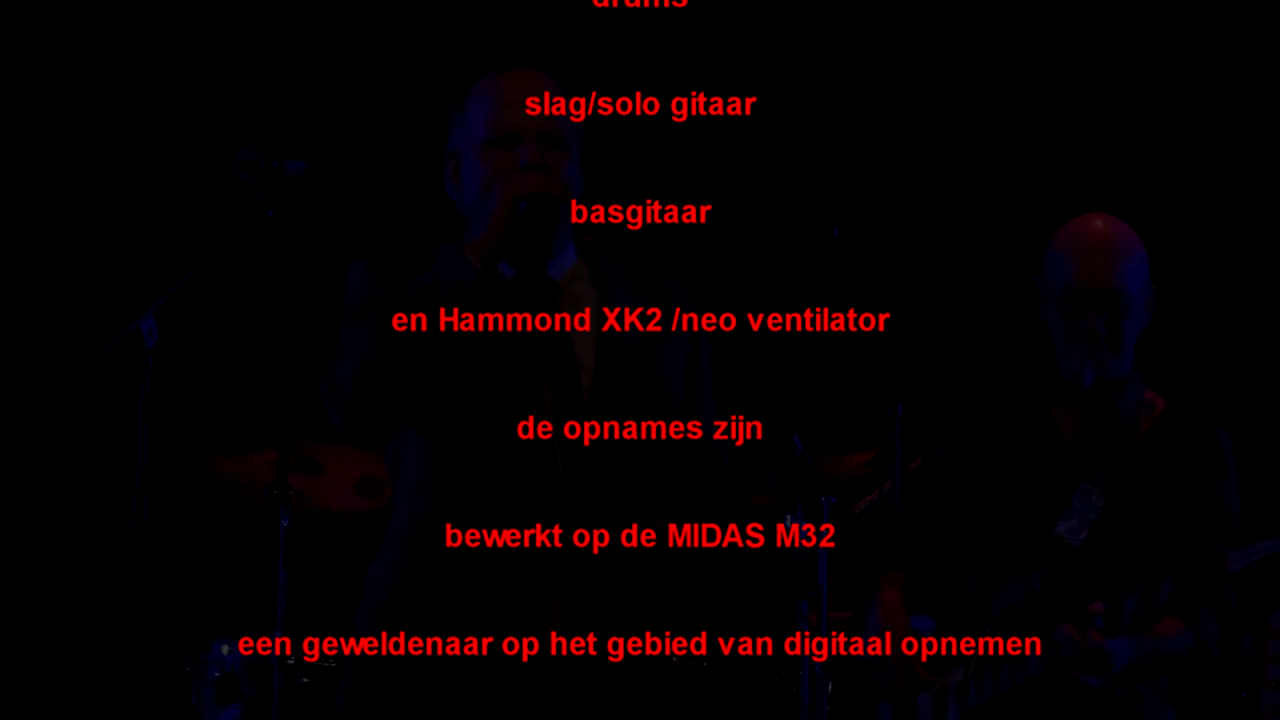 drums
slag/solo gitaar
basgitaar
en Hammond XK2 /neo ventilator
de opnames zijn
bewerkt op de MIDAS M32
een geweldenaar op het gebied van digitaal opnemen